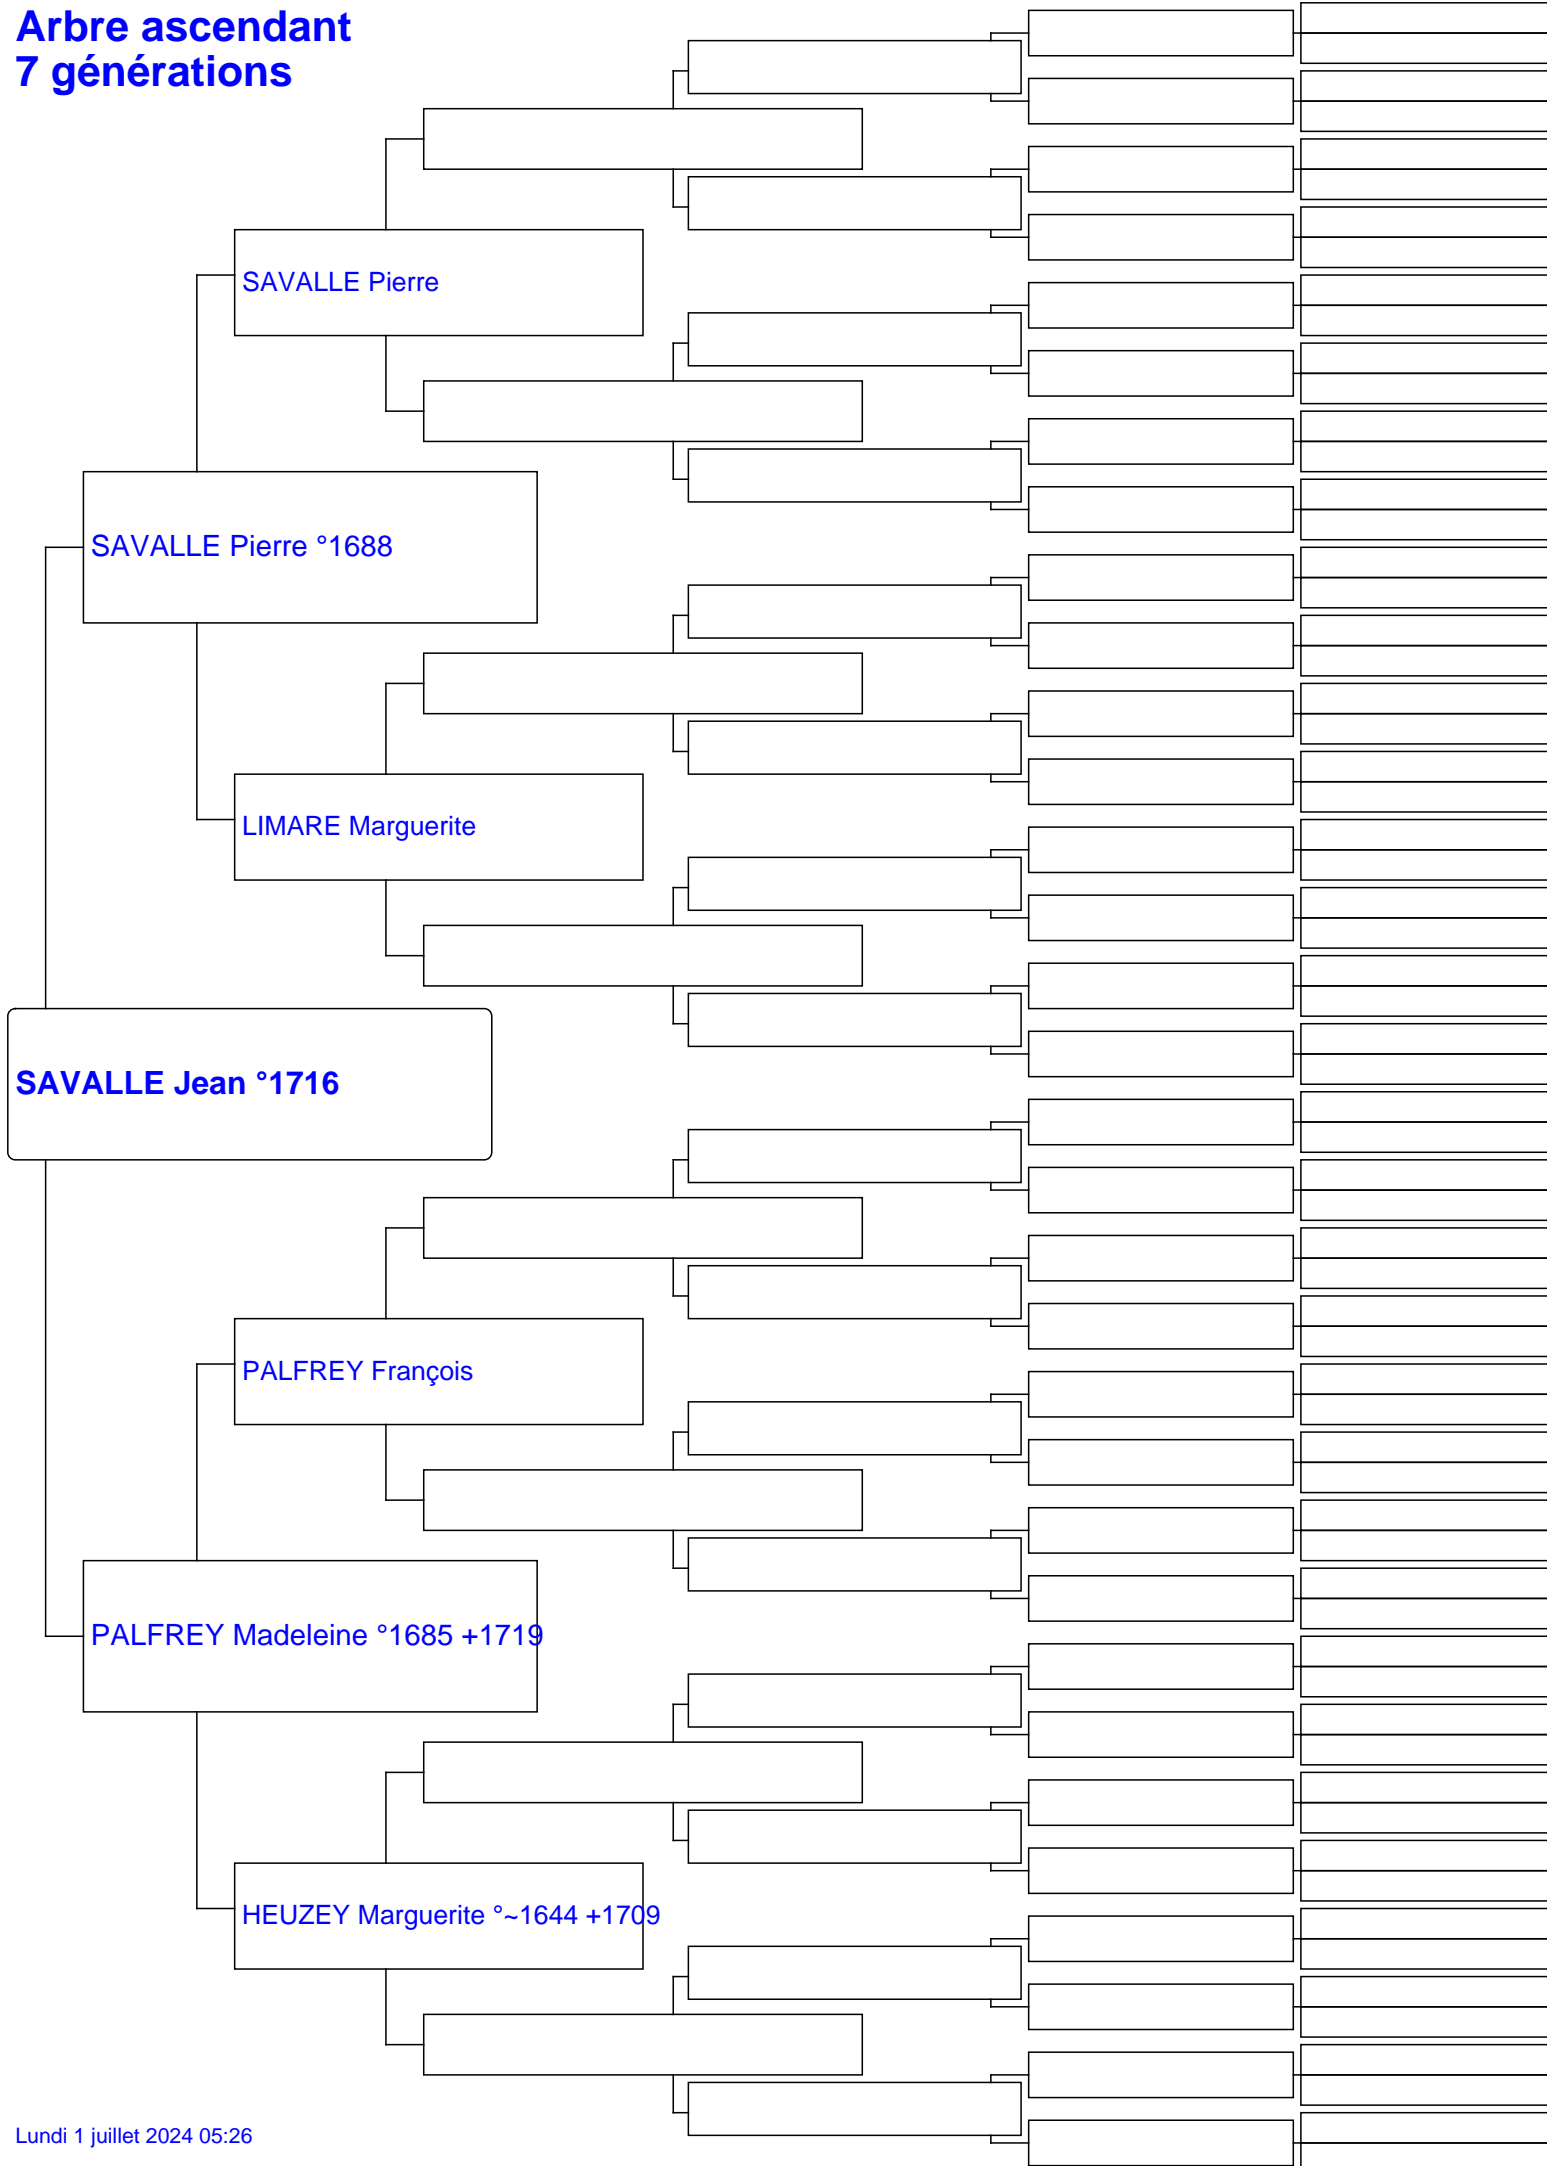 Arbre ascendant
7 générations
SAVALLE Pierre
SAVALLE Pierre °1688
LIMARE Marguerite
SAVALLE Jean °1716
PALFREY François
PALFREY Madeleine °1685 +1719
HEUZEY Marguerite °~1644 +1709
Lundi 1 juillet 2024 05:26